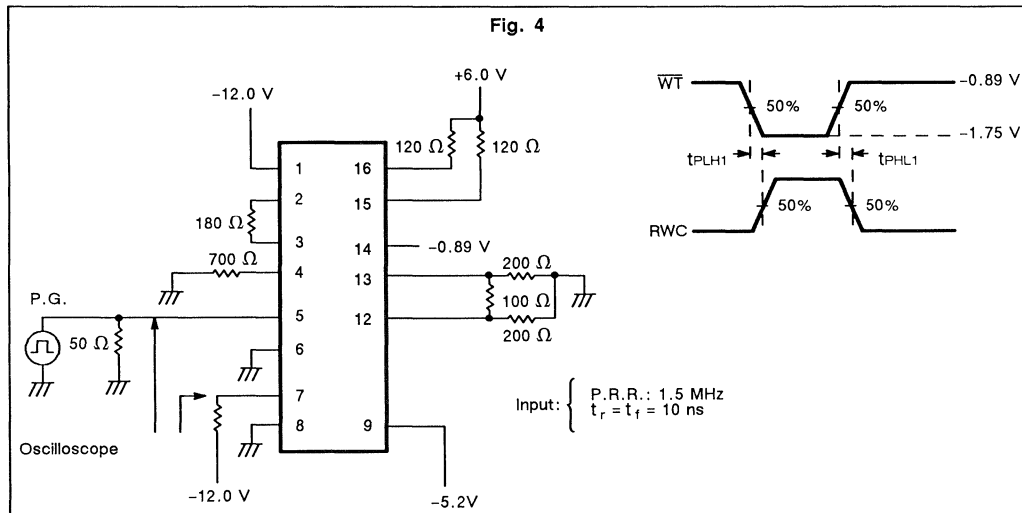 Fig. 4
+6.0 V
-12.0 V
120 Ω
120 Ω
1
16
2
15
180 Ω
3
14
-0.89 V
700 Ω
4
13
200 Ω
100 Ω
P.G.
5
12
200 Ω
50 Ω
6
7
8
9
Oscilloscope
-12.0 V
-5.2V
Input: { P.R.R.: 1.5 MHz
tr = tf = 10 ns
W̅T̅
-0.89 V
50%
50%
-1.75 V
tPLH1
tPHL1
50%
50%
RWC